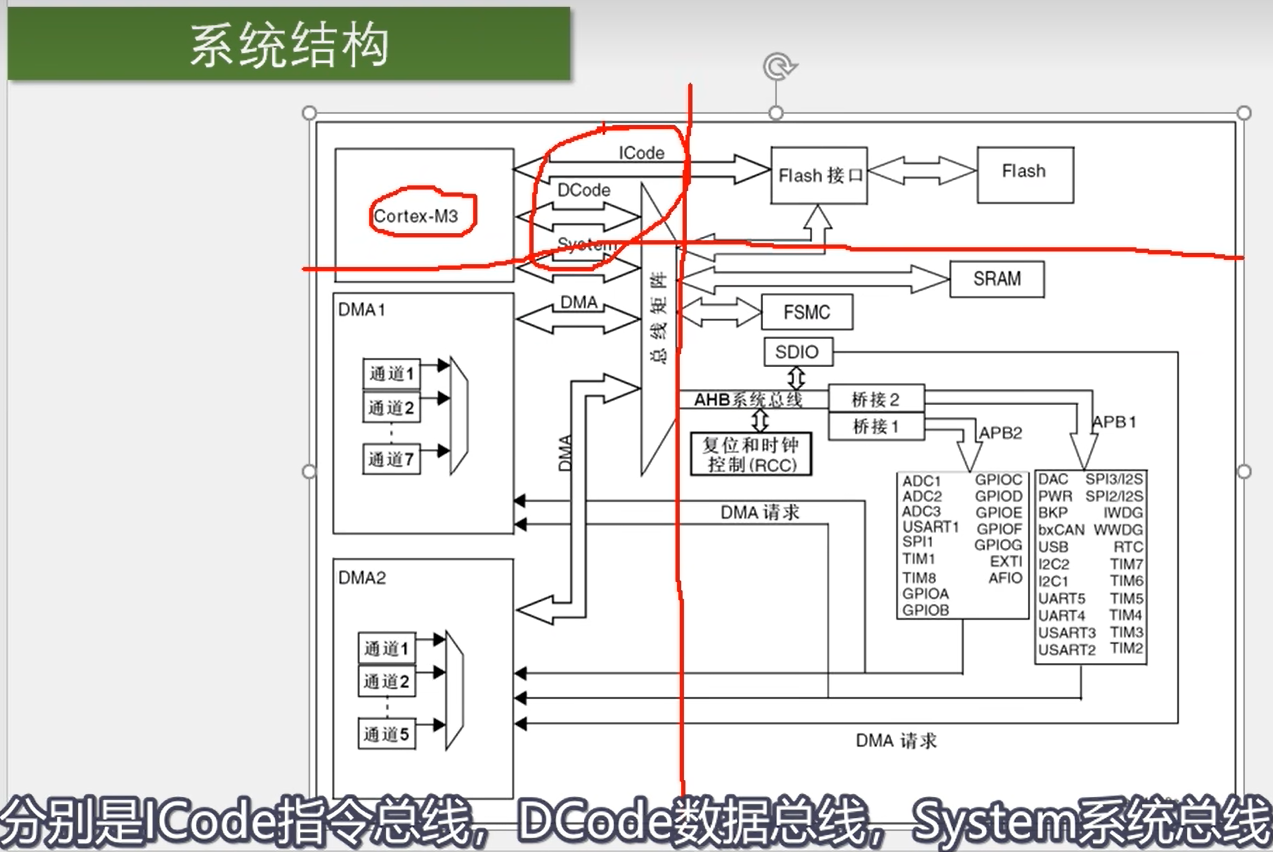 系统结构
ICode
DCode
System
Cortex-M3
Flash 接口
Flash
SRAM
FSMC
SDIO
总线矩阵
DMA
DMA1
通道1
通道2
通道7
AHB系统总线
桥接2
桥接1
复位和时钟
控制(RCC)
APB2
APB1
DMA
DMA 请求
ADC1 GPIOC
ADC2 GPIOD
ADC3 GPIOE
USART1 GPIOF
SPI1 GPIOG
TIM1 EXTI
TIM8 AFIO
GPIOA
GPIOB
DAC SPI3/I2S
PWR SPI2/I2S
BKP IWDG
bxCAN WWDG
USB RTC
I2C2 TIM7
I2C1 TIM6
UART5 TIM5
UART4 TIM4
USART3 TIM3
USART2 TIM2
DMA2
通道1
通道2
通道5
DMA 请求
分别是ICode指令总线，DCode数据总线，System系统总线